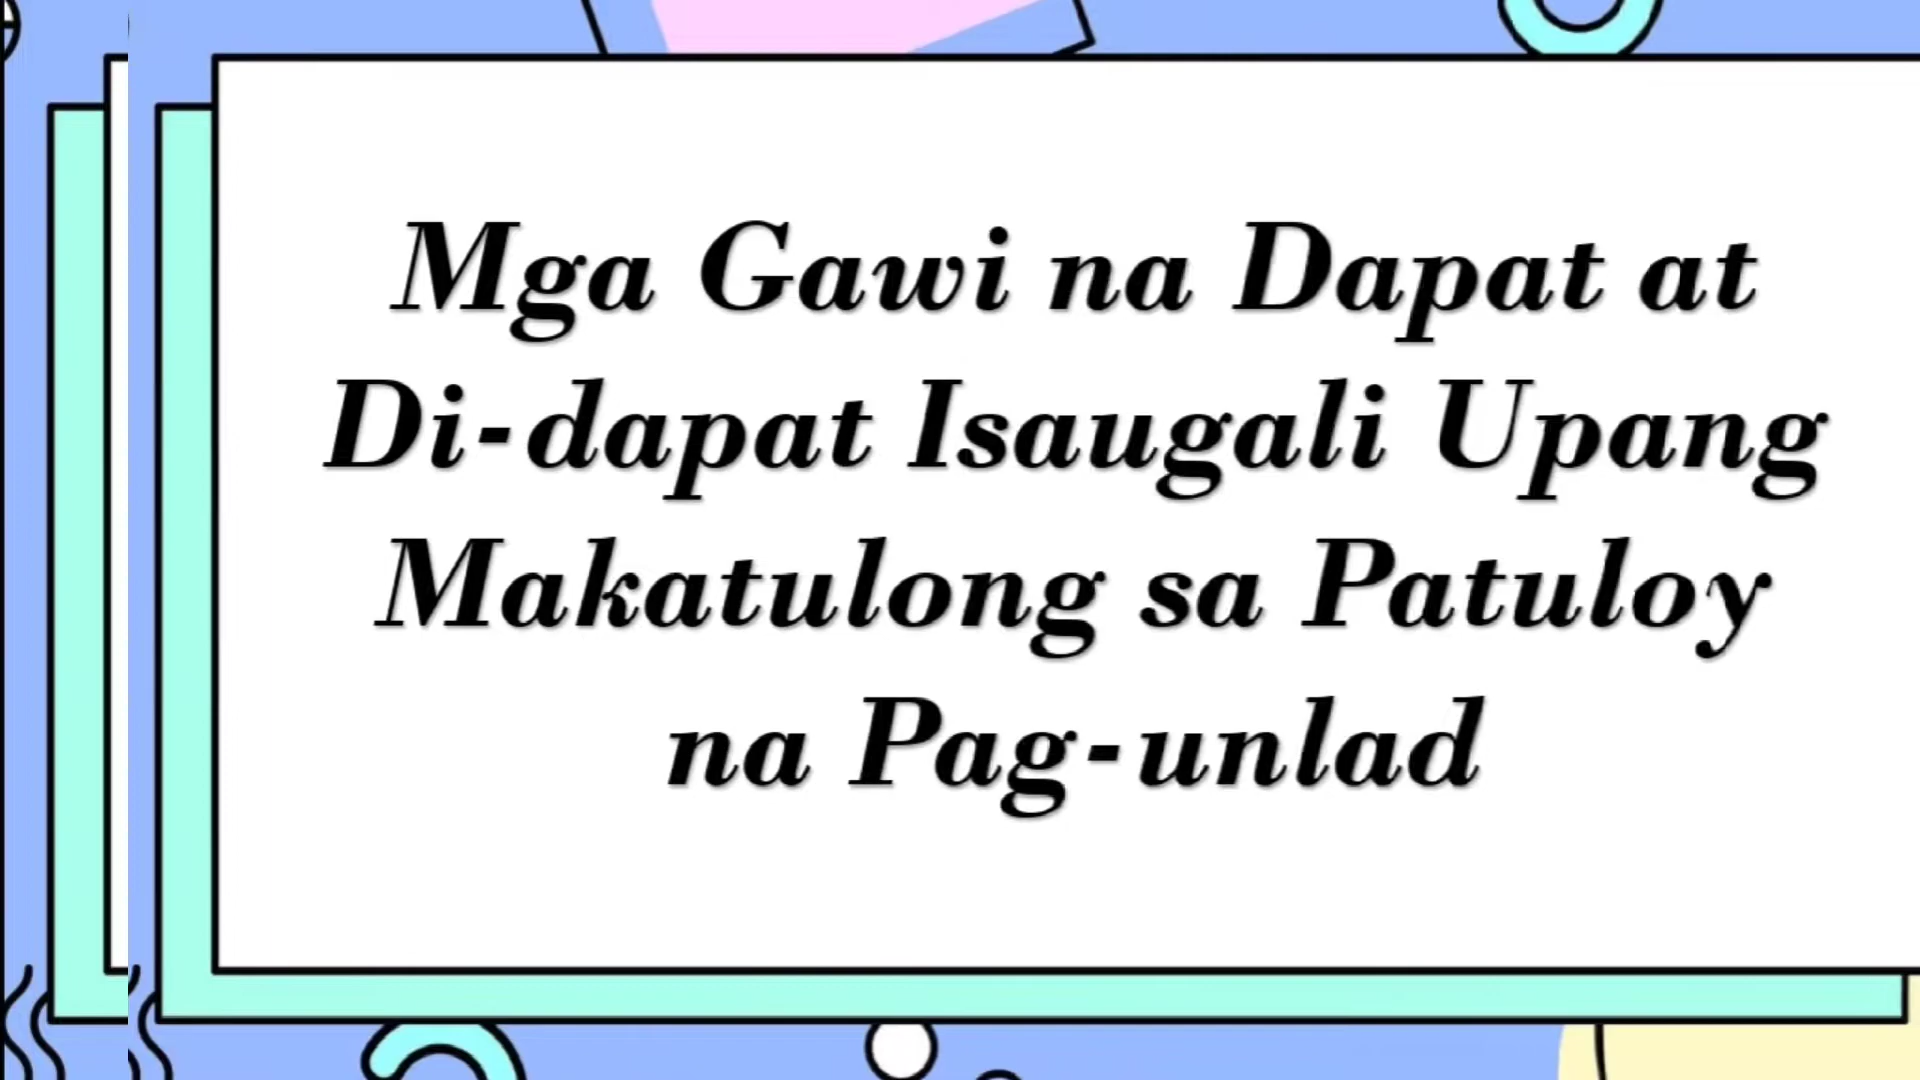 Mga Gawi na Dapat at
Di-dapat Isaugali Upang
Makatulong sa Patuloy
na Pag-unlad